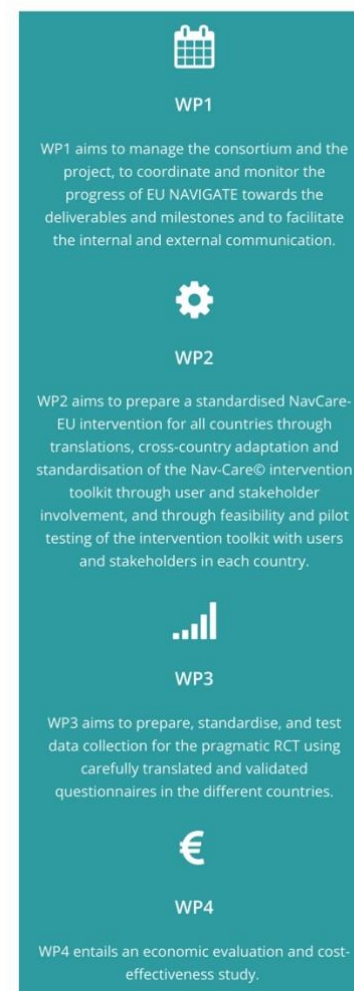 WP1
WP1 aims to manage the consortium and the
project, to coordinate and monitor the
progress of EU NAVIGATE towards the
deliverables and milestones and to facilitate
the internal and external communication.
WP2
WP2 aims to prepare a standardised NavCare-
EU intervention for all countries through
translations, cross-country adaptation and
standardisation of the Nav-Care© intervention
toolkit through user and stakeholder
involvement, and through feasibility and pilot
testing of the intervention toolkit with users
and stakeholders in each country.
WP3
WP3 aims to prepare, standardise, and test
data collection for the pragmatic RCT using
carefully translated and validated
questionnaires in the different countries.
€
WP4
WP4 entails an economic evaluation and cost-
effectiveness study.